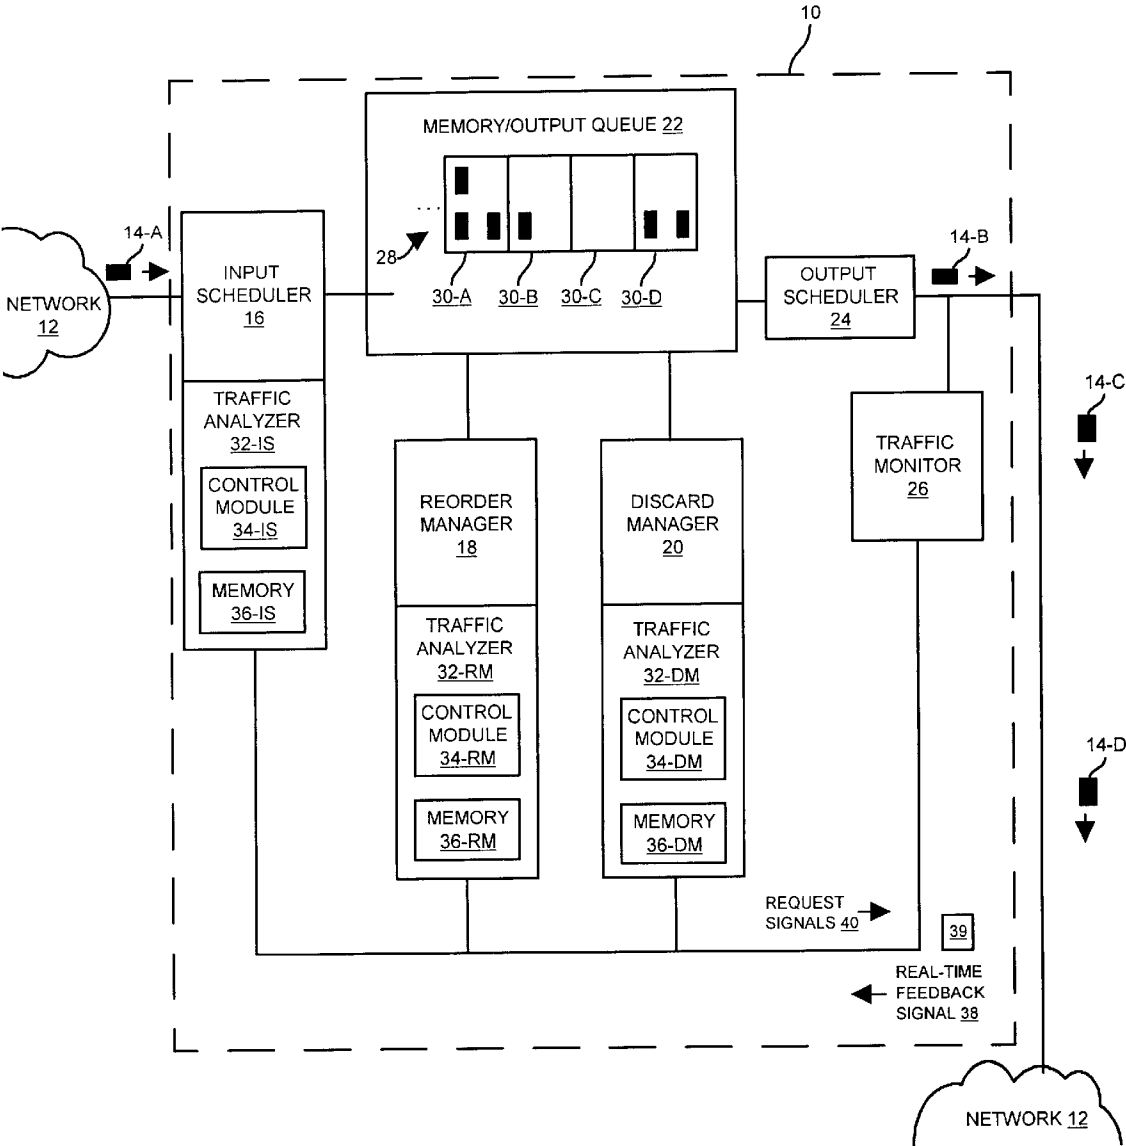 10
MEMORY/OUTPUT QUEUE 22
28
30-A
30-B
30-C
30-D
14-A
NETWORK
12
INPUT
SCHEDULER
16
TRAFFIC
ANALYZER
32-IS
CONTROL
MODULE
34-IS
MEMORY
36-IS
OUTPUT
SCHEDULER
24
14-B
14-C
TRAFFIC
MONITOR
26
REORDER
MANAGER
18
TRAFFIC
ANALYZER
32-RM
CONTROL
MODULE
34-RM
MEMORY
36-RM
DISCARD
MANAGER
20
TRAFFIC
ANALYZER
32-DM
CONTROL
MODULE
34-DM
MEMORY
36-DM
14-D
REQUEST
SIGNALS 40
39
REAL-TIME
FEEDBACK
SIGNAL 38
NETWORK 12